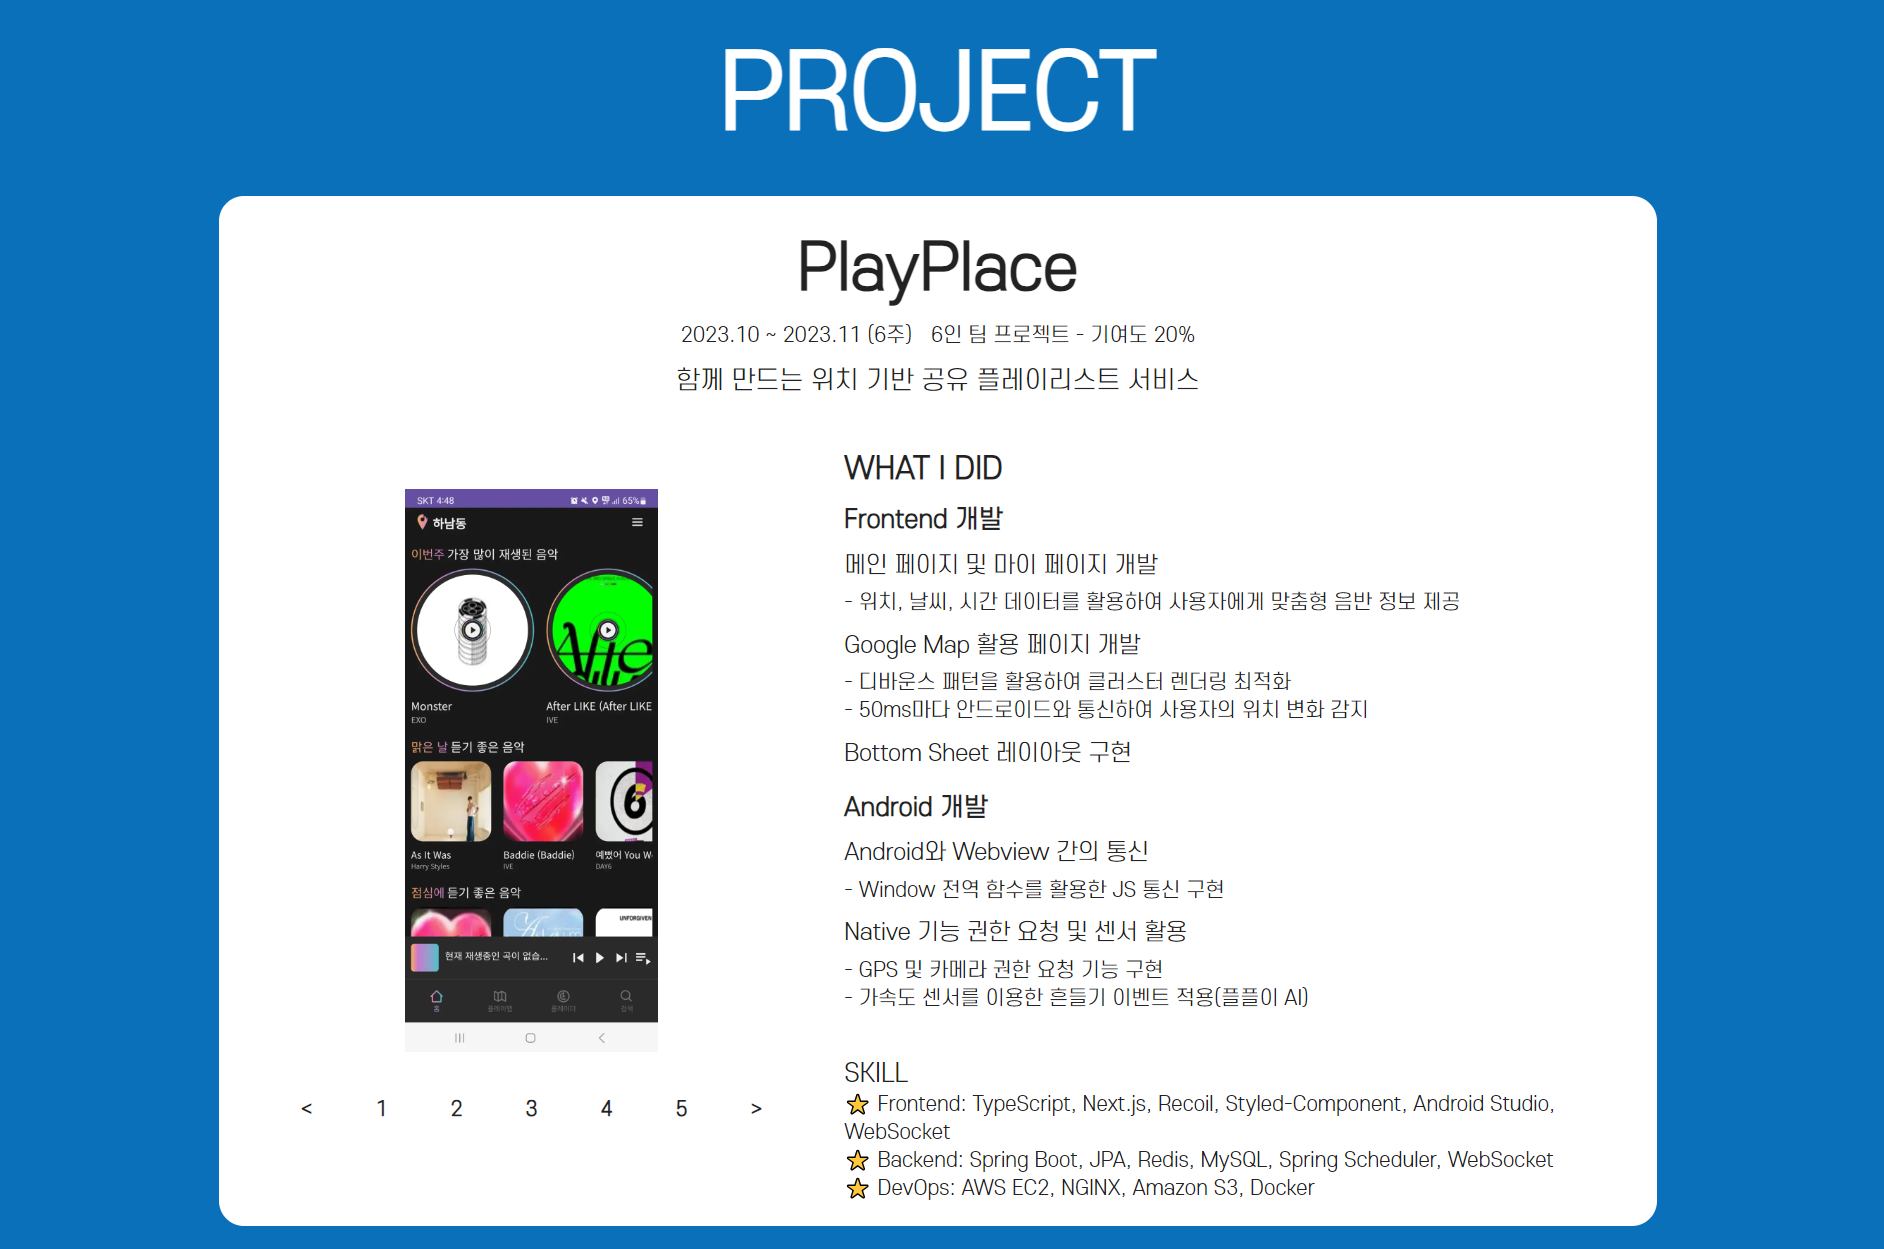 PROJECT
PlayPlace
2023.10 ~ 2023.11 (6주) 6인 팀 프로젝트 - 기여도 20%
함께 만드는 위치 기반 공유 플레이리스트 서비스
SKT 4:48
65%
하남동
이번주 가장 많이 재생된 음악
Monster
EXO
After LIKE (After LIKE
IVE
맑은 날 듣기 좋은 음악
As It Was
Harry Styles
Baddie (Baddie)
IVE
예뻤어 You W
DAY6
점심에 듣기 좋은 음악
UNFORGIVEN
현재 재생중인 곡이 없습...
홈
플레이맵
플레이더
검색
< 1 2 3 4 5 >
WHAT I DID
Frontend 개발
메인 페이지 및 마이 페이지 개발
- 위치, 날씨, 시간 데이터를 활용하여 사용자에게 맞춤형 음반 정보 제공
Google Map 활용 페이지 개발
- 디바운스 패턴을 활용하여 클러스터 렌더링 최적화
- 50ms마다 안드로이드와 통신하여 사용자의 위치 변화 감지
Bottom Sheet 레이아웃 구현
Android 개발
Android와 Webview 간의 통신
- Window 전역 함수를 활용한 JS 통신 구현
Native 기능 권한 요청 및 센서 활용
- GPS 및 카메라 권한 요청 기능 구현
- 가속도 센서를 이용한 흔들기 이벤트 적용(플플이 AI)
SKILL
⭐ Frontend: TypeScript, Next.js, Recoil, Styled-Component, Android Studio,
WebSocket
⭐ Backend: Spring Boot, JPA, Redis, MySQL, Spring Scheduler, WebSocket
⭐ DevOps: AWS EC2, NGINX, Amazon S3, Docker